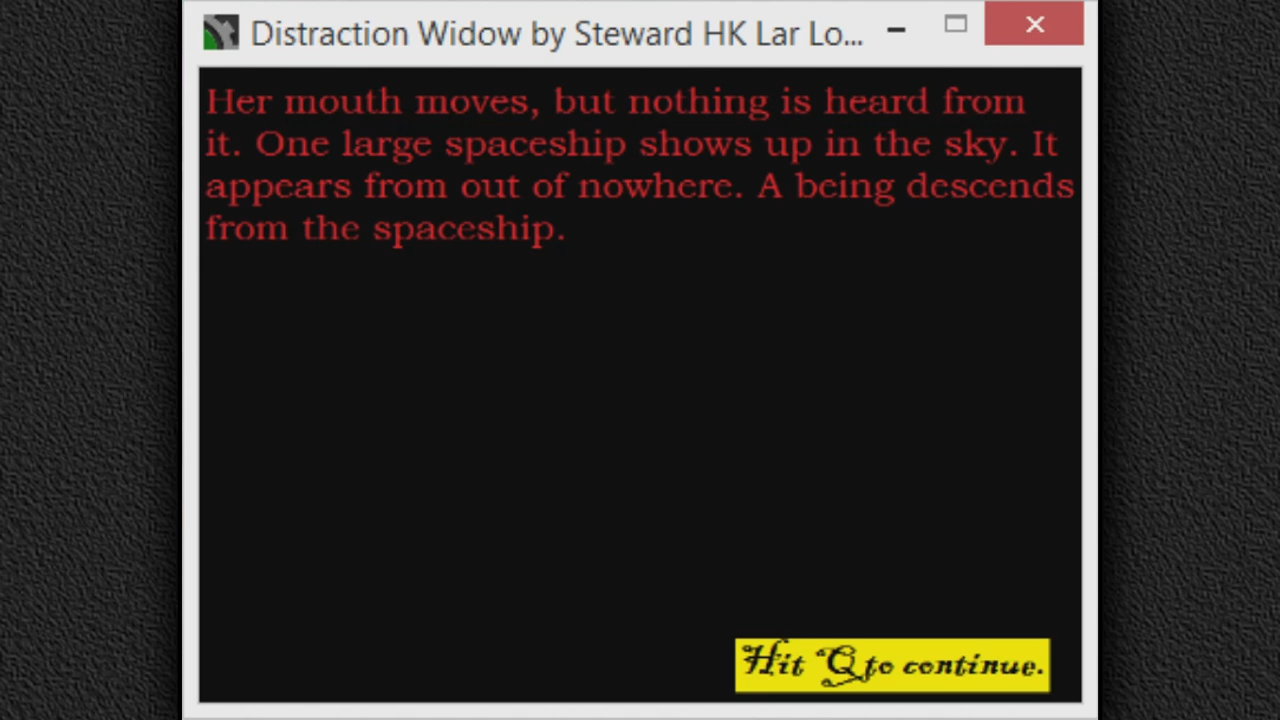 Distraction Widow by Steward HK Lar Lo...
Her mouth moves, but nothing is heard from
it. One large spaceship shows up in the sky. It
appears from out of nowhere. A being descends
from the spaceship.
Hit Q to continue.